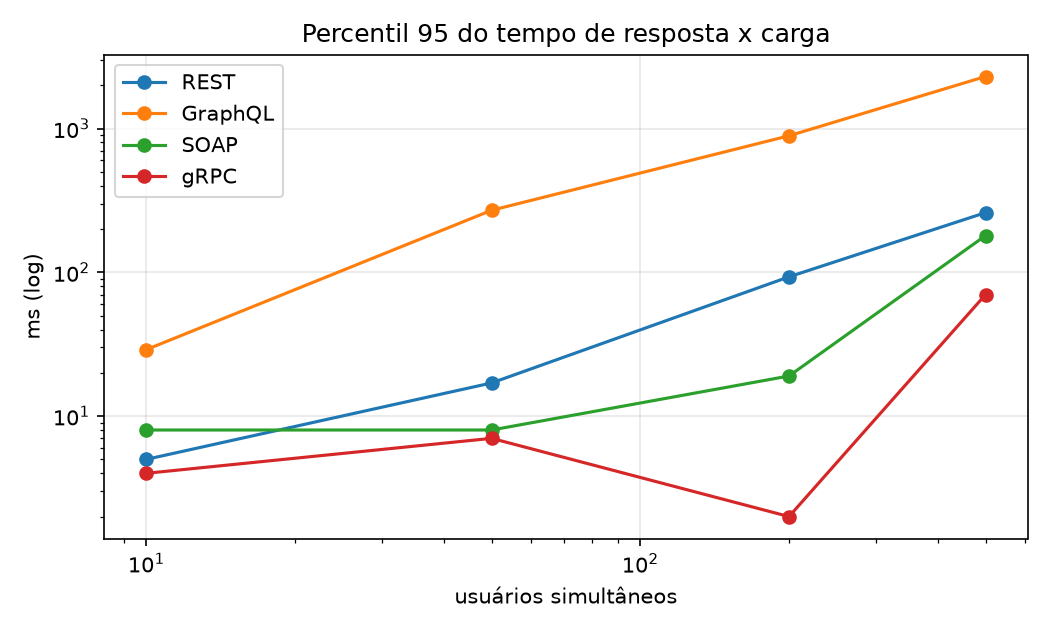 Percentil 95 do tempo de resposta x carga
REST
GraphQL
SOAP
gRPC
10³
10²
10¹
ms (log)
10¹
10²
usuários simultâneos